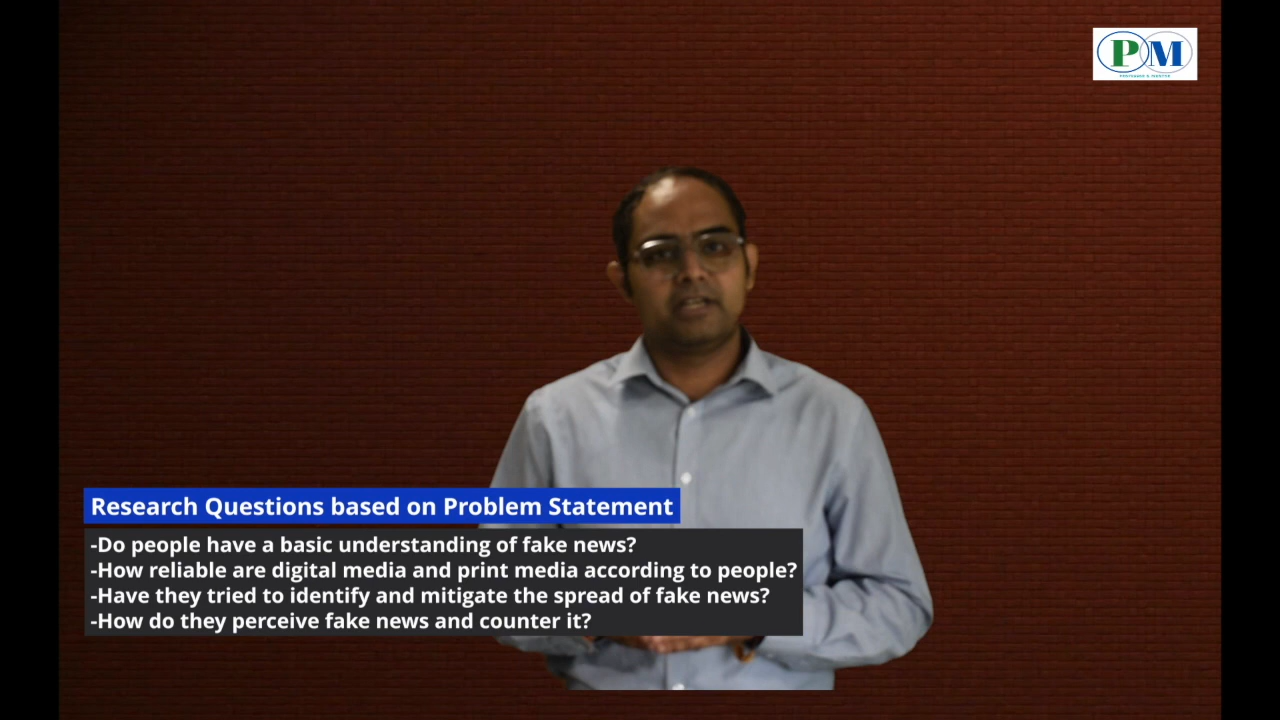 PM
Research Questions based on Problem Statement
-Do people have a basic understanding of fake news?
-How reliable are digital media and print media according to people?
-Have they tried to identify and mitigate the spread of fake news?
-How do they perceive fake news and counter it?